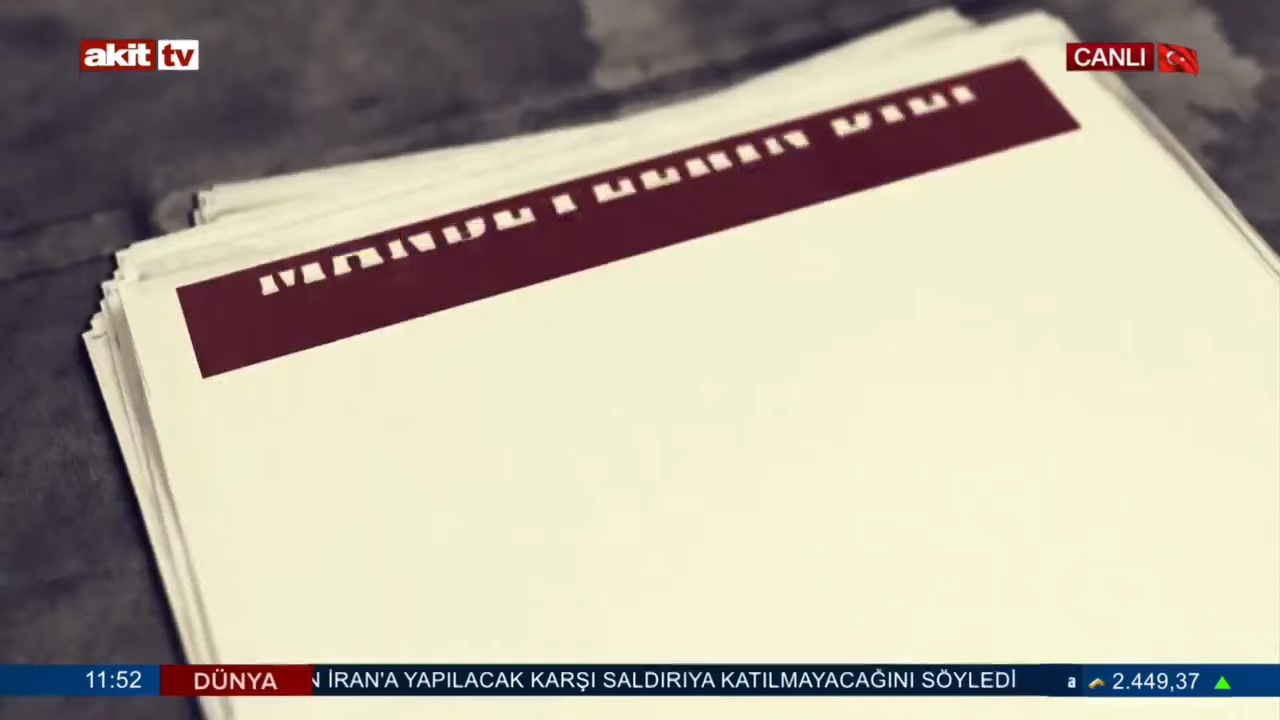 akit tv
CANLI
11:52 DÜNYA N İRAN'A YAPILACAK KARŞI SALDIRIYA KATILMAYACAĞINI SÖYLEDİ a 2.449,37